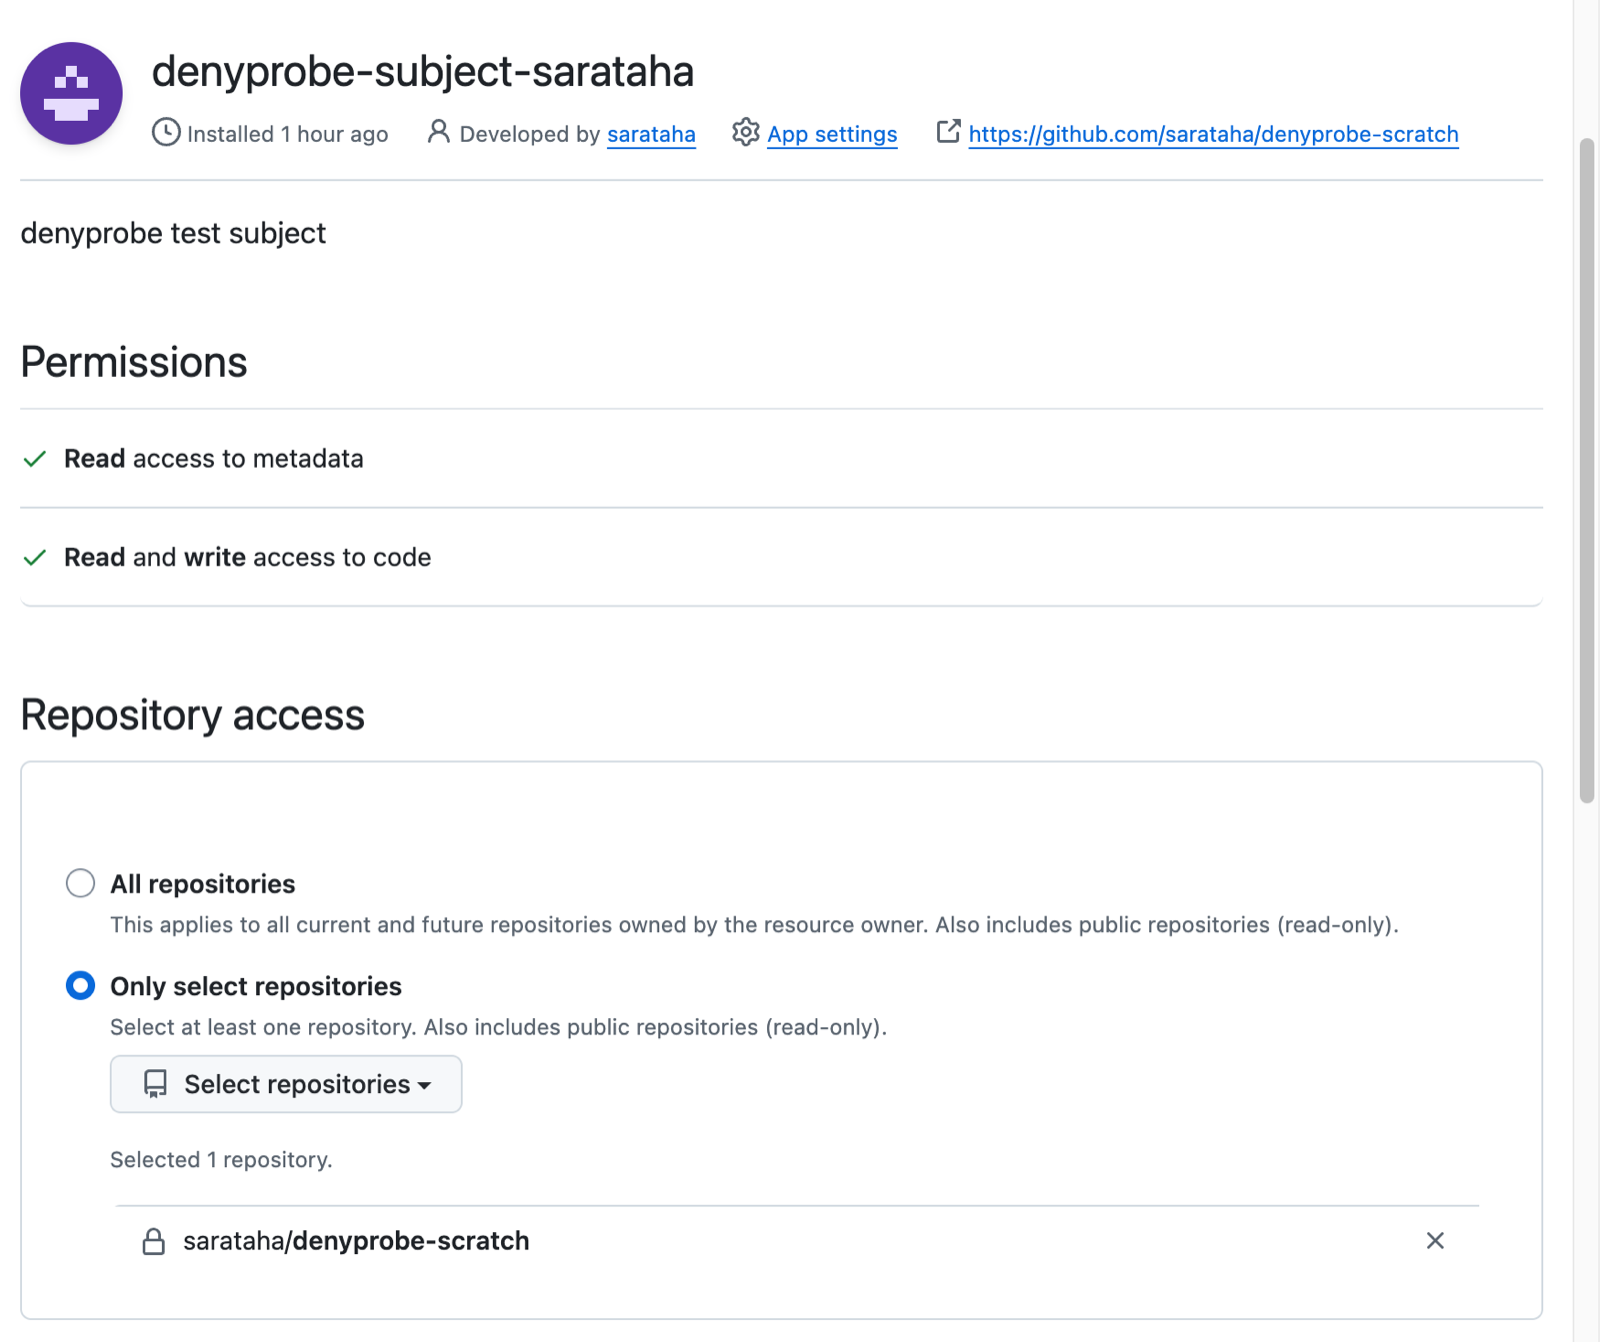 denyprobe-subject-sarataha
Installed 1 hour ago Developed by sarataha App settings https://github.com/sarataha/denyprobe-scratch
denyprobe test subject
Permissions
Read access to metadata
Read and write access to code
Repository access
All repositories
This applies to all current and future repositories owned by the resource owner. Also includes public repositories (read-only).
Only select repositories
Select at least one repository. Also includes public repositories (read-only).
Select repositories
Selected 1 repository.
sarataha/denyprobe-scratch